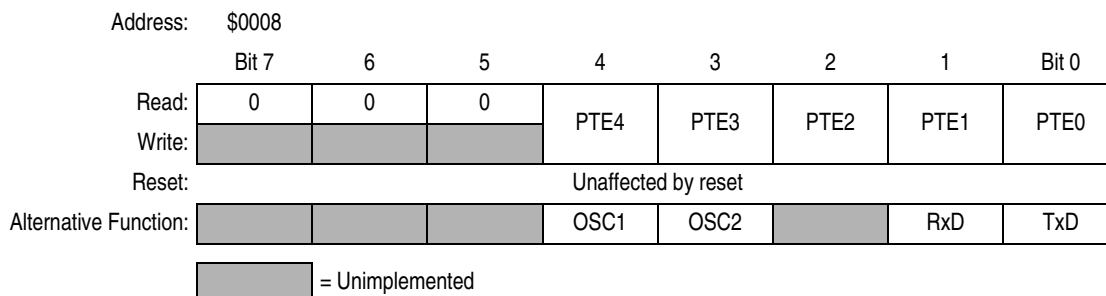 Address: $0008
Bit 7 6 5 4 3 2 1 Bit 0
Read: 0 0 0 PTE4 PTE3 PTE2 PTE1 PTE0
Write:
Reset: Unaffected by reset
Alternative Function: OSC1 OSC2 RxD TxD
= Unimplemented